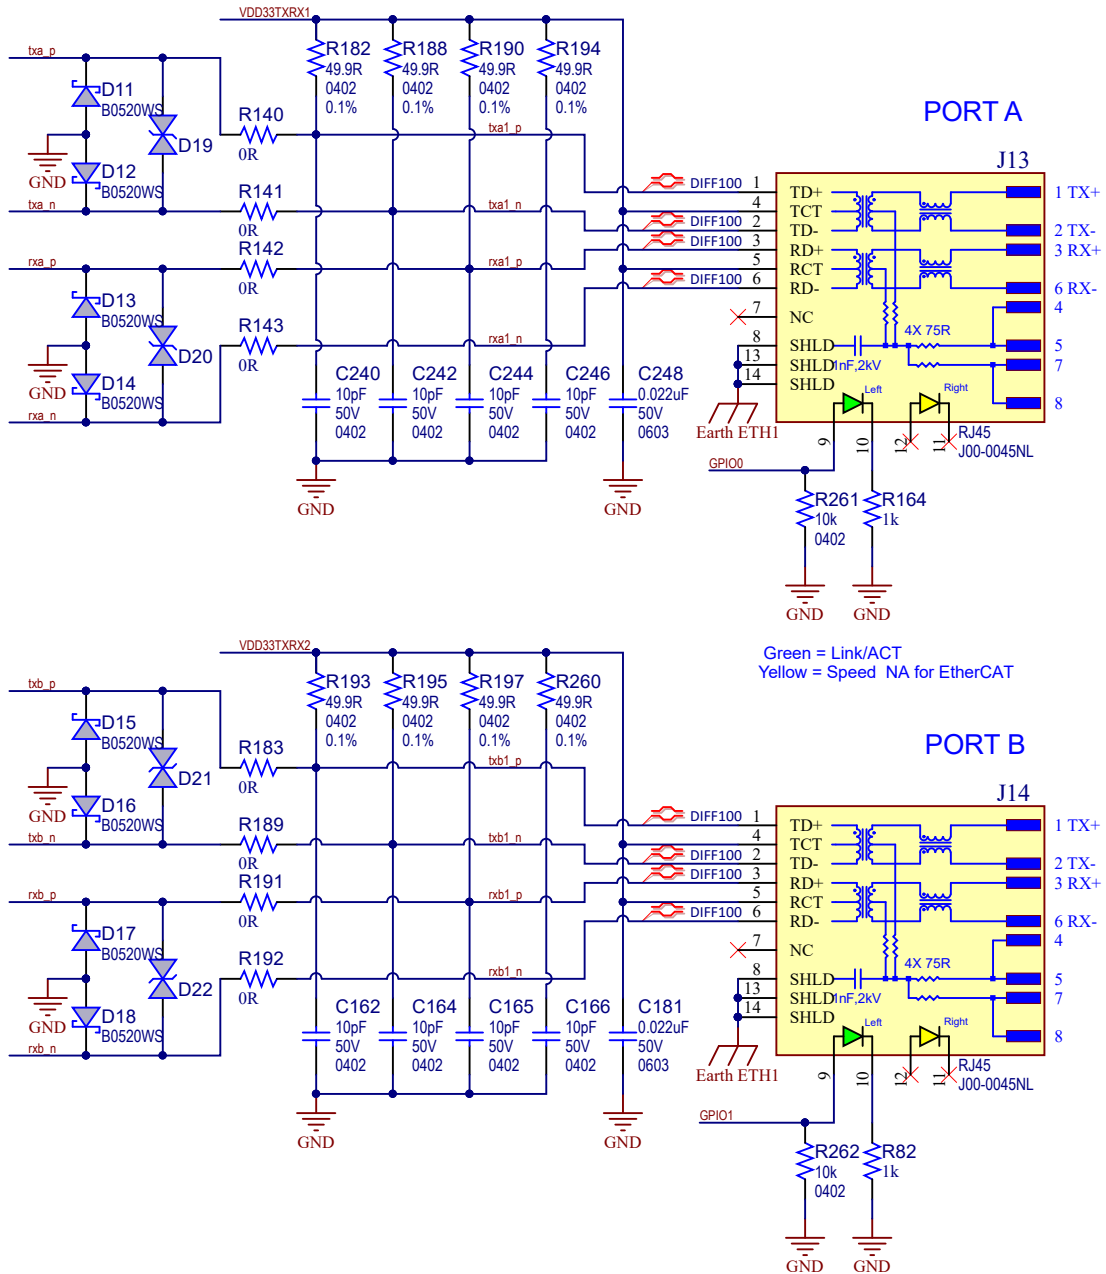 VDD33TXRX1
txa_p
D11
B0520WS
D19
D12
B0520WS
GND
txa_n
rxa_p
D13
B0520WS
D20
D14
B0520WS
GND
rxa_n
R140
0R
R141
0R
R142
0R
R143
0R
R182
49.9R
0402
0.1%
R188
49.9R
0402
0.1%
R190
49.9R
0402
0.1%
R194
49.9R
0402
0.1%
txa1_p
txa1_n
rxa1_p
rxa1_n
C240
10pF
50V
0402
C242
10pF
50V
0402
C244
10pF
50V
0402
C246
10pF
50V
0402
C248
0.022uF
50V
0603
GND
GND
PORT A
J13
DIFF100
DIFF100
DIFF100
DIFF100
1 TD+
4 TCT
2 TD-
3 RD+
5 RCT
6 RD-
7 NC
8 SHLD
13 SHLD
14 SHLD
1 TX+
2 TX-
3 RX+
6 RX-
4
5
7
8
4X 75R
1nF,2kV
Left
Right
9
10
12
11
RJ45
J00-0045NL
Earth ETH1
GPIO0
R261
10k
0402
R164
1k
GND
GND
Green = Link/ACT
Yellow = Speed NA for EtherCAT
VDD33TXRX2
txb_p
D15
B0520WS
D21
D16
B0520WS
GND
txb_n
rxb_p
D17
B0520WS
D22
D18
B0520WS
GND
rxb_n
R183
0R
R189
0R
R191
0R
R192
0R
R193
49.9R
0402
0.1%
R195
49.9R
0402
0.1%
R197
49.9R
0402
0.1%
R260
49.9R
0402
0.1%
txb1_p
txb1_n
rxb1_p
rxb1_n
C162
10pF
50V
0402
C164
10pF
50V
0402
C165
10pF
50V
0402
C166
10pF
50V
0402
C181
0.022uF
50V
0603
GND
GND
PORT B
J14
DIFF100
DIFF100
DIFF100
DIFF100
1 TD+
4 TCT
2 TD-
3 RD+
5 RCT
6 RD-
7 NC
8 SHLD
13 SHLD
14 SHLD
1 TX+
2 TX-
3 RX+
6 RX-
4
5
7
8
4X 75R
1nF,2kV
Left
Right
9
10
12
11
RJ45
J00-0045NL
Earth ETH1
GPIO1
R262
10k
0402
R82
1k
GND
GND